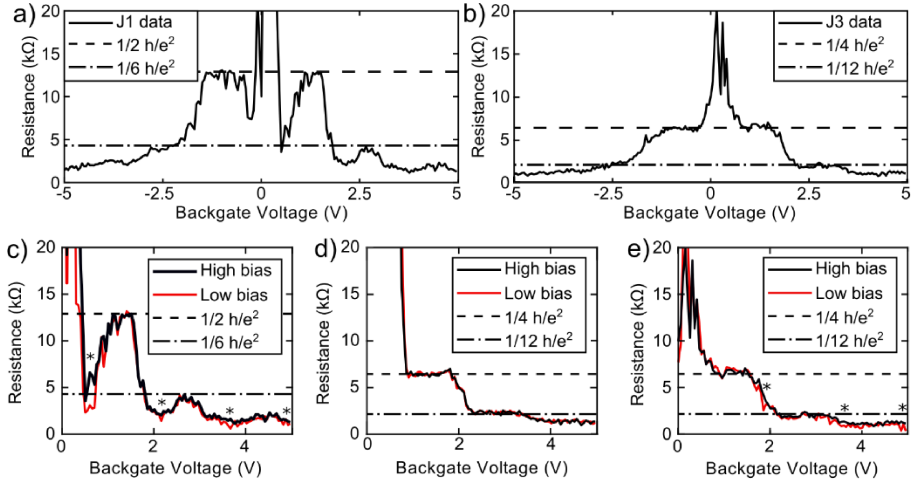 a)
Resistance (kΩ)
20
15
10
5
0
J1 data
1/2 h/e²
1/6 h/e²
-5
-2.5
0
2.5
5
Backgate Voltage (V)
b)
Resistance (kΩ)
20
15
10
5
0
J3 data
1/4 h/e²
1/12 h/e²
-5
-2.5
0
2.5
5
Backgate Voltage (V)
c)
Resistance (kΩ)
20
15
10
5
0
High bias
Low bias
1/2 h/e²
1/6 h/e²
*
*
*
*
0
2
4
Backgate Voltage (V)
d)
Resistance (kΩ)
20
15
10
5
0
High bias
Low bias
1/4 h/e²
1/12 h/e²
0
2
4
Backgate Voltage (V)
e)
Resistance (kΩ)
20
15
10
5
0
High bias
Low bias
1/4 h/e²
1/12 h/e²
*
*
*
0
2
4
Backgate Voltage (V)